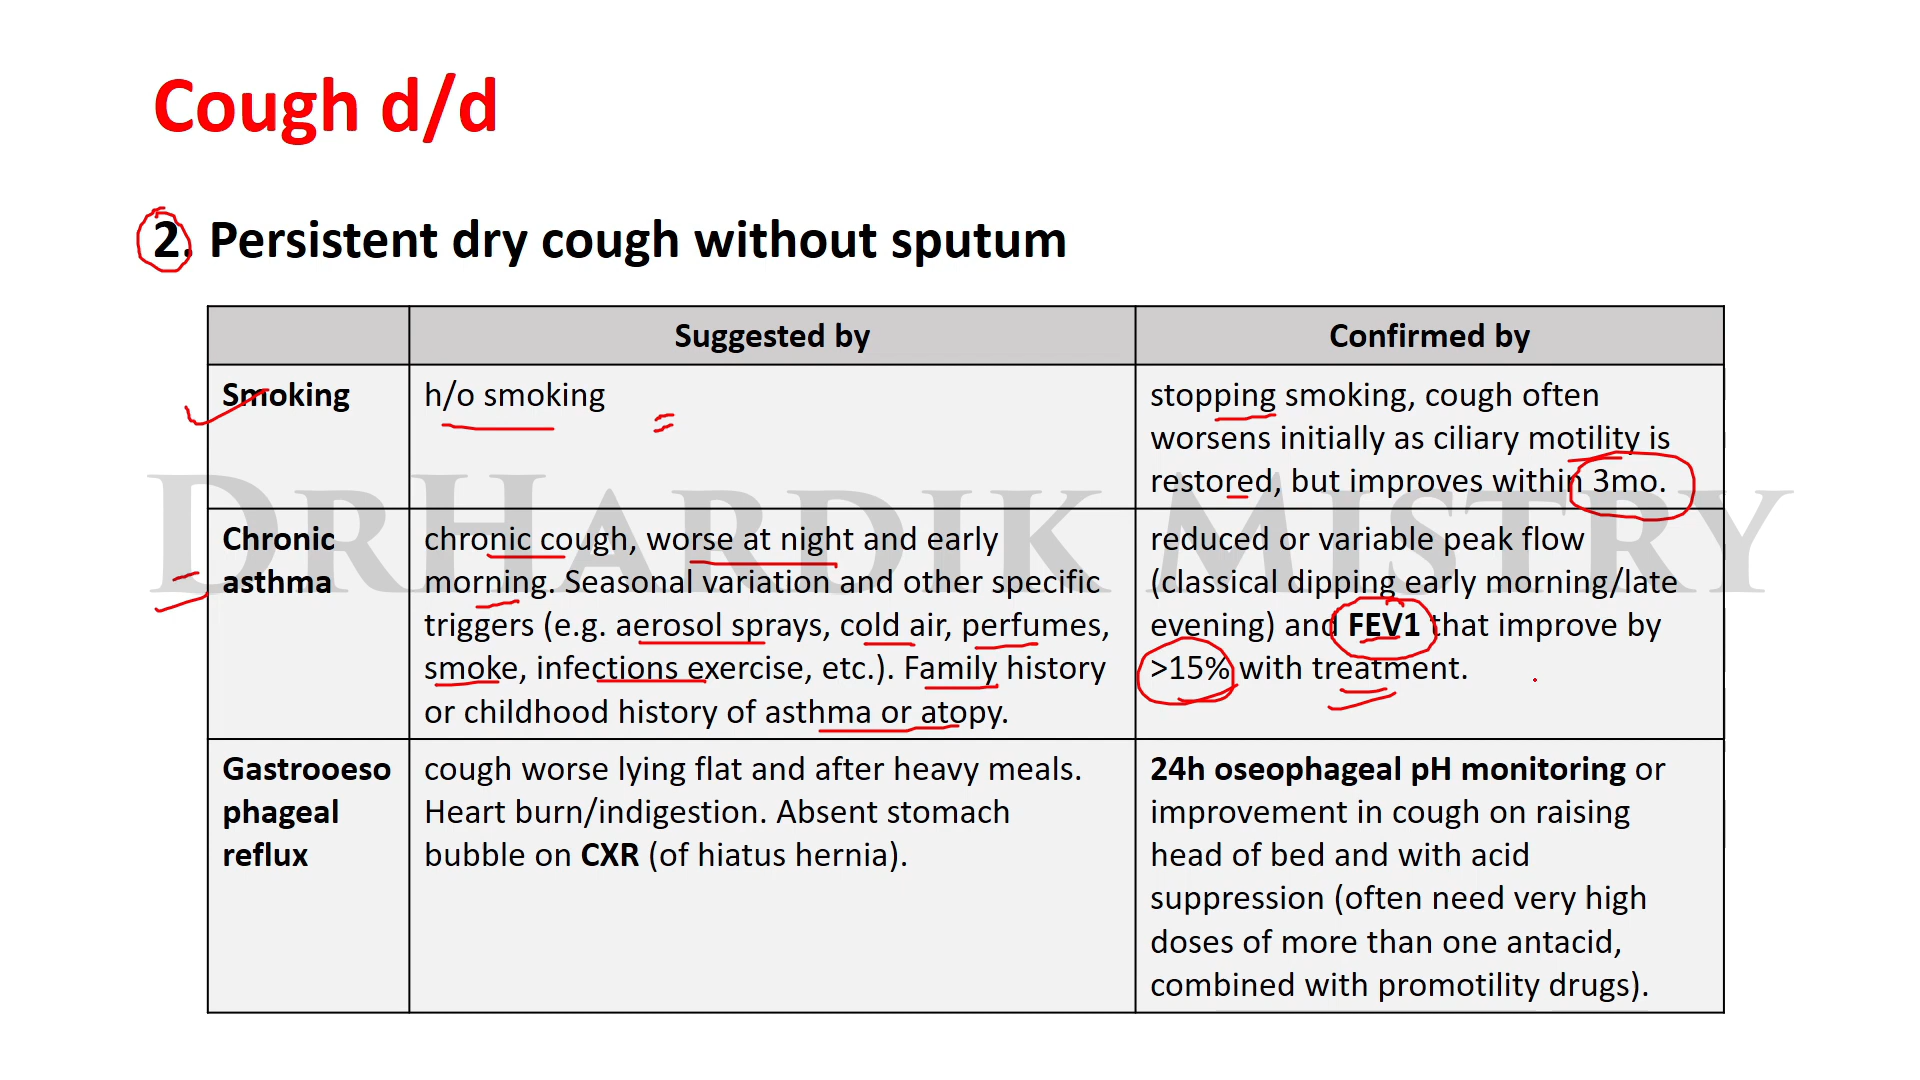 Cough d/d
2. Persistent dry cough without sputum
Suggested by
Confirmed by
Smoking
h/o smoking
stopping smoking, cough often
worsens initially as ciliary motility is
restored, but improves within 3mo.
Chronic
asthma
chronic cough, worse at night and early
morning. Seasonal variation and other specific
triggers (e.g. aerosol sprays, cold air, perfumes,
smoke, infections exercise, etc.). Family history
or childhood history of asthma or atopy.
reduced or variable peak flow
(classical dipping early morning/late
evening) and FEV1 that improve by
>15% with treatment.
Gastrooeso
phageal
reflux
cough worse lying flat and after heavy meals.
Heart burn/indigestion. Absent stomach
bubble on CXR (of hiatus hernia).
24h oseophageal pH monitoring or
improvement in cough on raising
head of bed and with acid
suppression (often need very high
doses of more than one antacid,
combined with promotility drugs).
DRHARDIK MISTRY